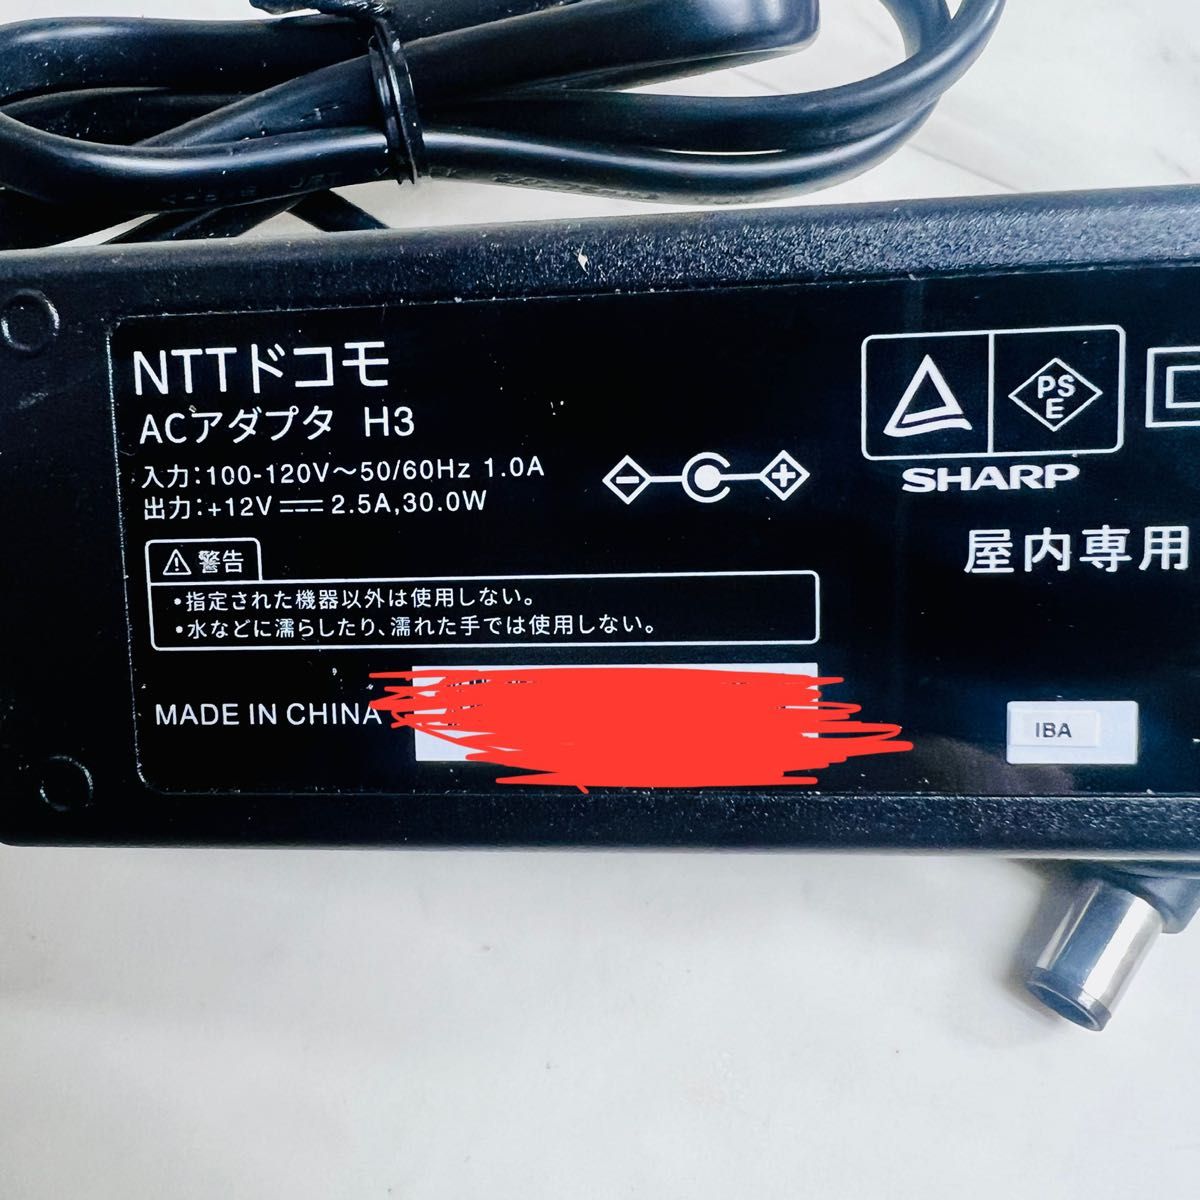 NTTドコモ
ACアダプタ H3
入力:100-120V～50/60Hz 1.0A
出力:+12V⎓2.5A,30.0W
⚠警告
•指定された機器以外は使用しない。
•水などに濡らしたり、濡れた手では使用しない。
MADE IN CHINA
PS
E
SHARP
屋内専用
IBA